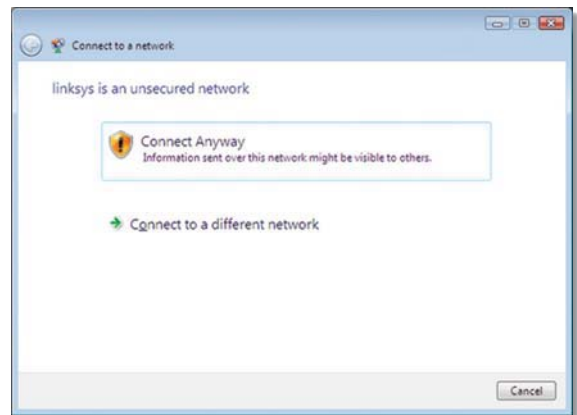 Connect to a network
linksys is an unsecured network
Connect Anyway
Information sent over this network might be visible to others.
Connect to a different network
Cancel